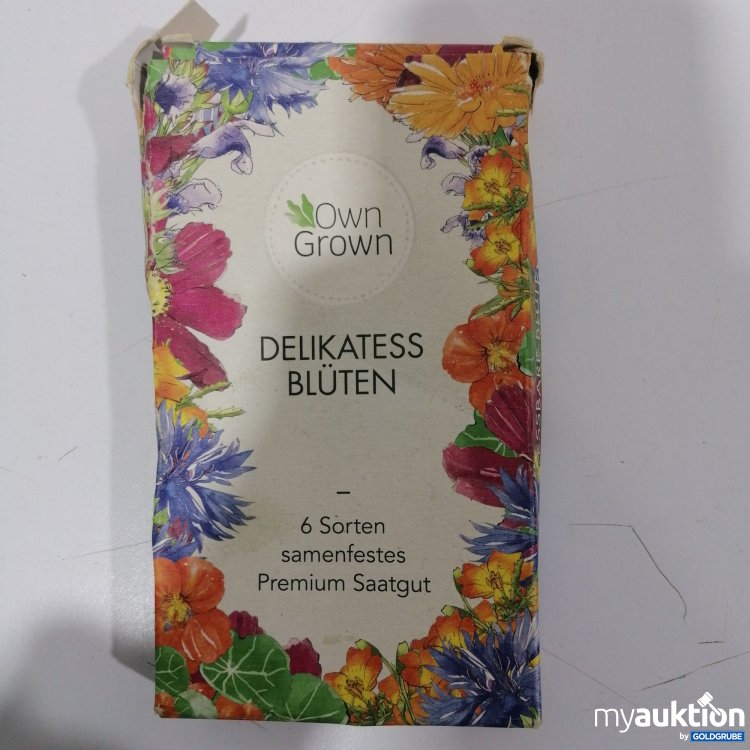 Own
Grown
DELIKATESS
BLÜTEN
–
6 Sorten
samenfestes
Premium Saatgut
myauktion
by GOLDGRUBE